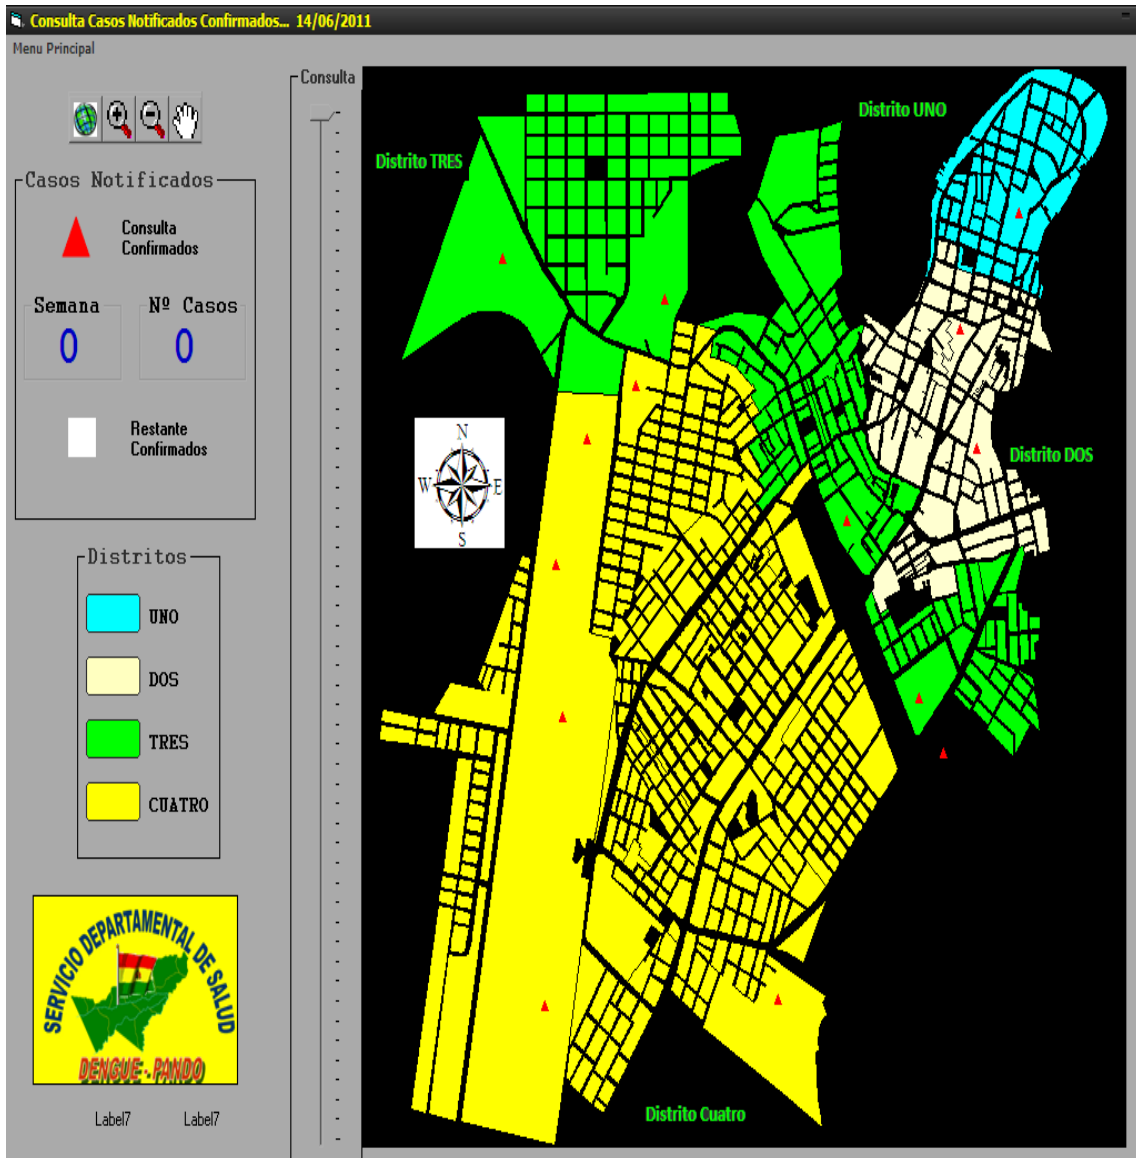 Consulta Casos Notificados Confirmados... 14/06/2011
Menu Principal
Consulta
Casos Notificados
Consulta
Confirmados
Semana
Nº Casos
0
0
Restante
Confirmados
Distritos
UNO
DOS
TRES
CUATRO
SERVICIO DEPARTAMENTAL DE SALUD
DENGUE - PANDO
Label7
Label7
Distrito UNO
Distrito TRES
N
W
E
S
Distrito DOS
Distrito Cuatro